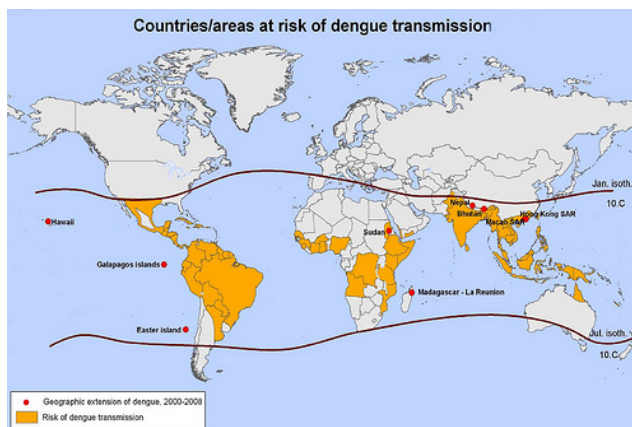 Countries/areas at risk of dengue transmission
Jan. isoth.
10.C
Hawaii
Nepal
Bhutan
Hong Kong SAR
Macao SAR
Sudan
Galapagos islands
Madagascar - La Reunion
Easter island
Jul. isoth.
10.C
Geographic extension of dengue, 2000-2008
Risk of dengue transmission